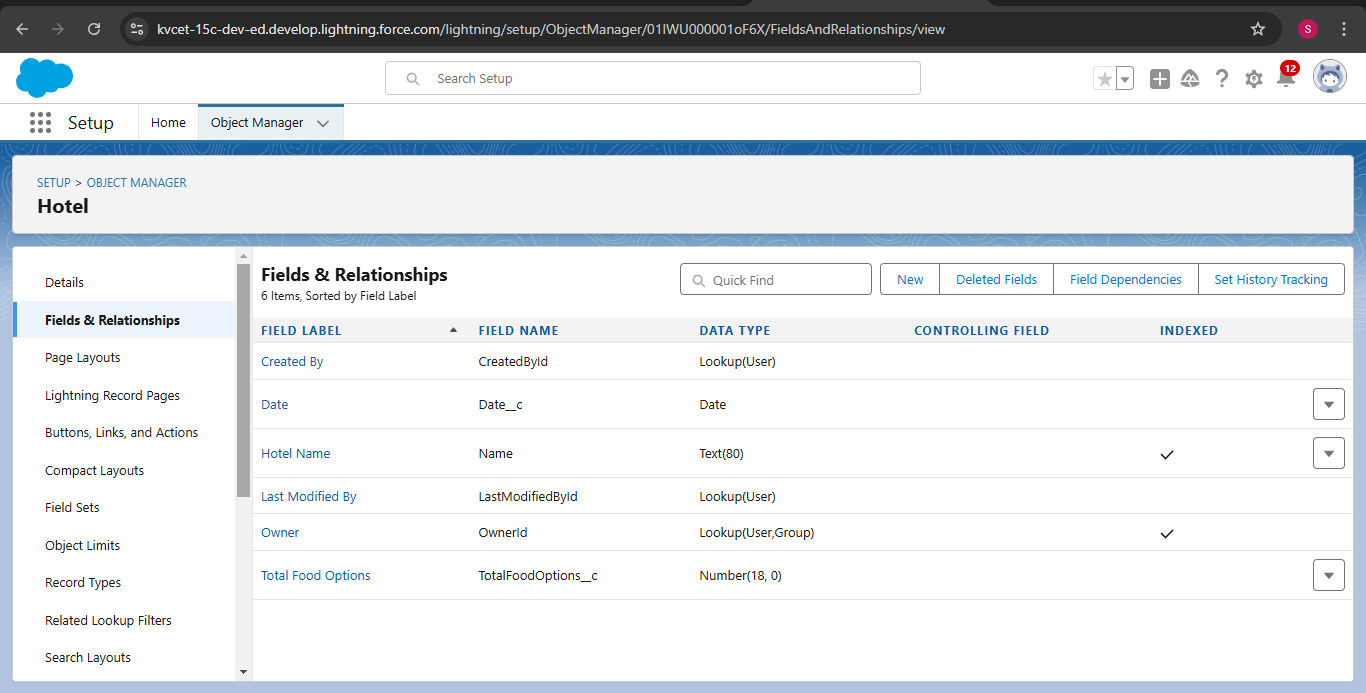 kvcet-15c-dev-ed.develop.lightning.force.com/lightning/setup/ObjectManager/01IWU000001oF6X/FieldsAndRelationships/view
S
Search Setup
12
Setup
Home
Object Manager
SETUP > OBJECT MANAGER
Hotel
Details
Fields & Relationships
Page Layouts
Lightning Record Pages
Buttons, Links, and Actions
Compact Layouts
Field Sets
Object Limits
Record Types
Related Lookup Filters
Search Layouts
Fields & Relationships
6 Items, Sorted by Field Label
Quick Find
New
Deleted Fields
Field Dependencies
Set History Tracking
FIELD LABEL FIELD NAME DATA TYPE CONTROLLING FIELD INDEXED
Created By CreatedById Lookup(User)
Date Date__c Date
Hotel Name Name Text(80)
Last Modified By LastModifiedById Lookup(User)
Owner OwnerId Lookup(User,Group)
Total Food Options TotalFoodOptions__c Number(18, 0)